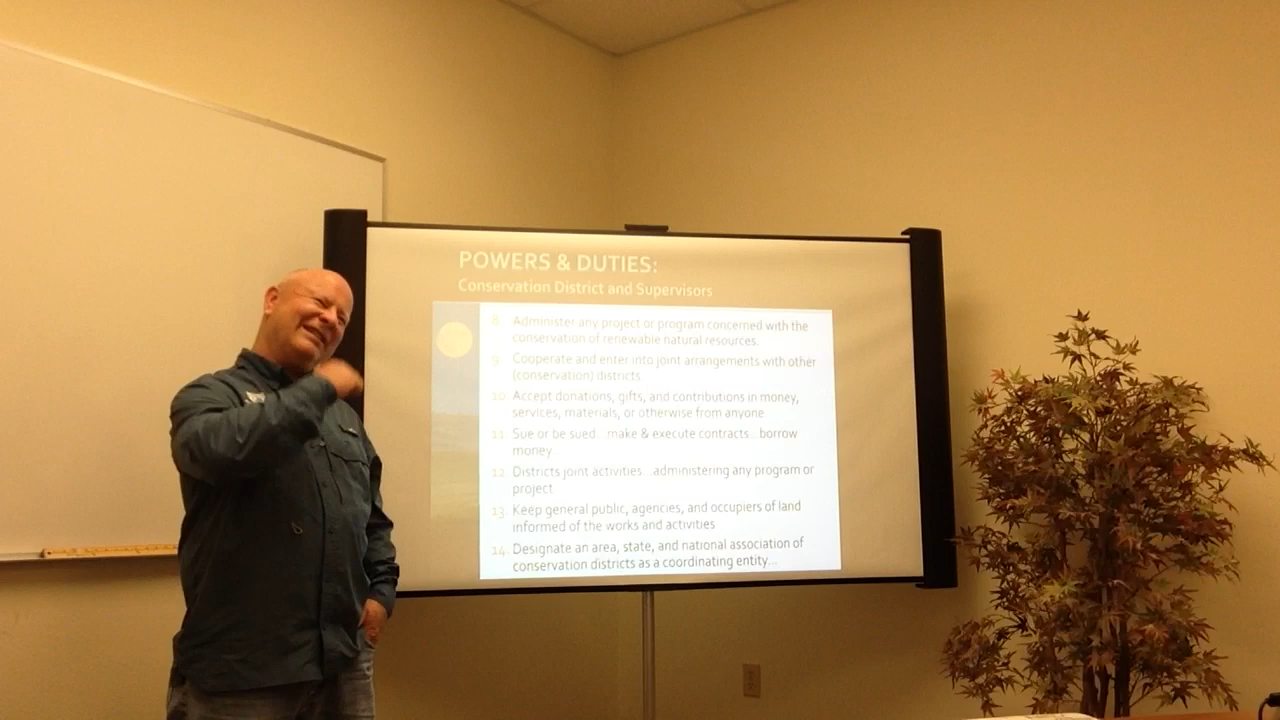 POWERS & DUTIES:
Conservation District and Supervisors
8. Administer any project or program concerned with the
conservation of renewable natural resources.
9. Cooperate and enter into joint arrangements with other
(conservation) districts
10. Accept donations, gifts, and contributions in money,
services, materials, or otherwise from anyone.
11. Sue or be sued...make & execute contracts...borrow
money...
12. Districts joint activities...administering any program or
project
13. Keep general public, agencies, and occupiers of land
informed of the works and activities
14. Designate an area, state, and national association of
conservation districts as a coordinating entity...